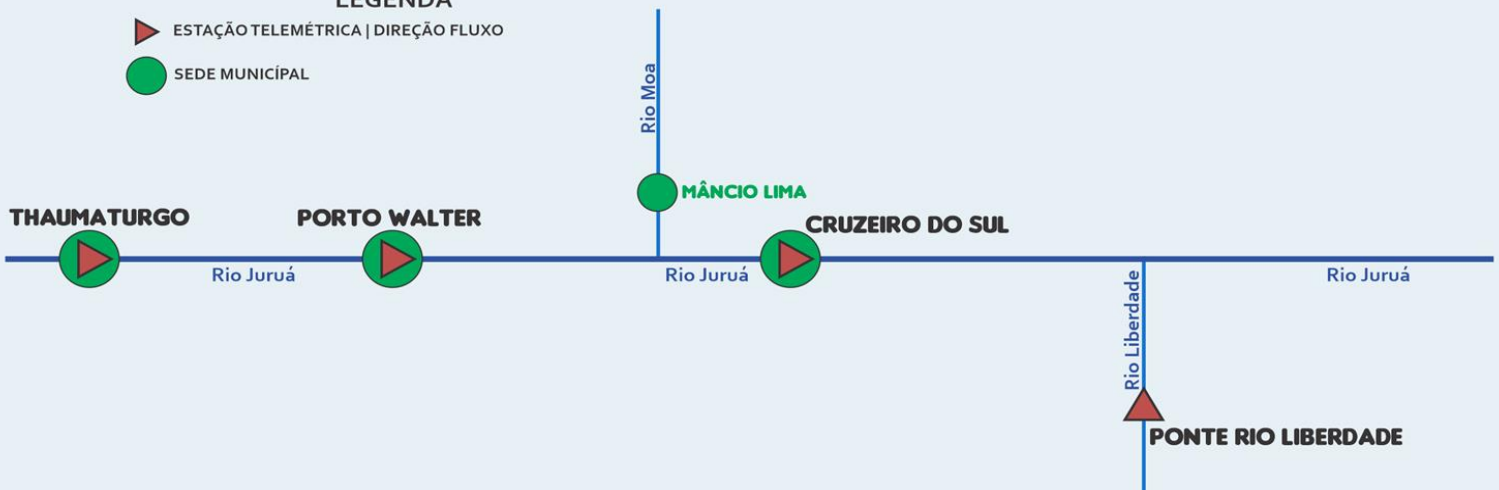 LEGENDA
ESTAÇÃO TELEMÉTRICA | DIREÇÃO FLUXO
SEDE MUNICÍPAL
Rio Moa
MÂNCIO LIMA
THAUMATURGO
PORTO WALTER
CRUZEIRO DO SUL
Rio Juruá
Rio Juruá
Rio Juruá
Rio Liberdade
PONTE RIO LIBERDADE